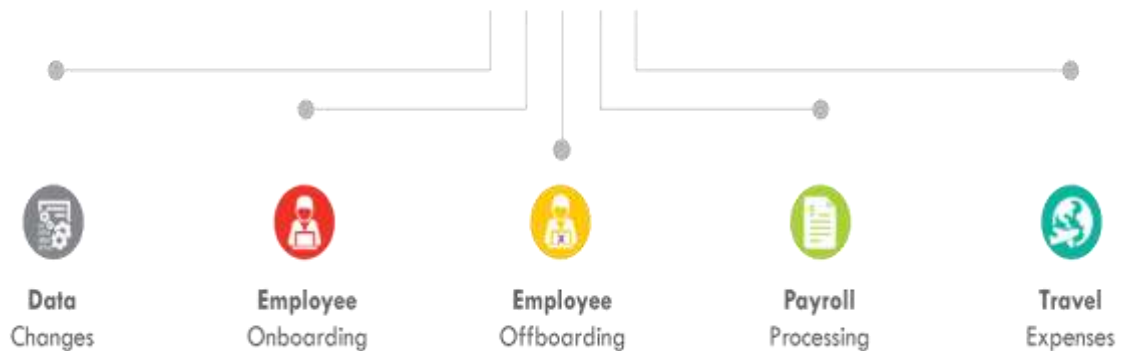 Data
Changes
Employee
Onboarding
Employee
Offboarding
Payroll
Processing
Travel
Expenses